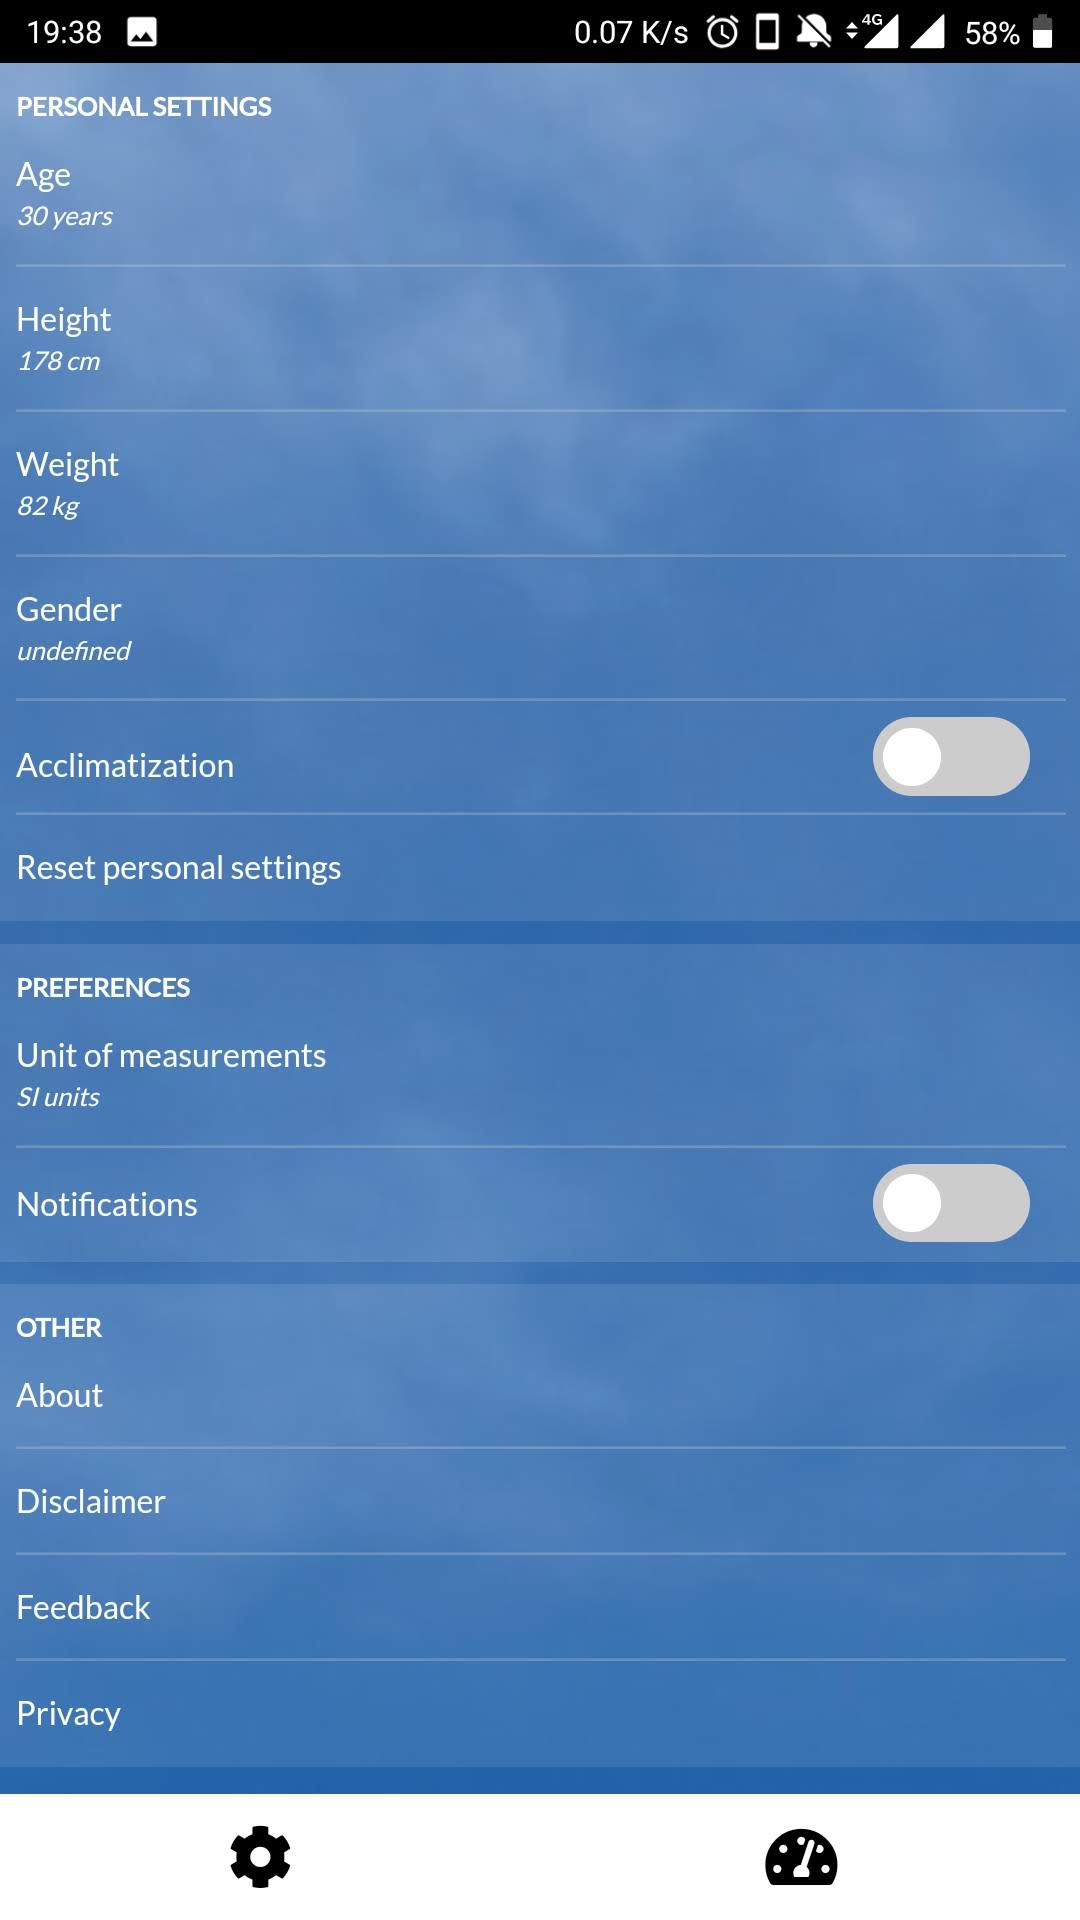 19:38 0.07 K/s 4G 58%
PERSONAL SETTINGS
Age
30 years
Height
178 cm
Weight
82 kg
Gender
undefined
Acclimatization
Reset personal settings
PREFERENCES
Unit of measurements
SI units
Notifications
OTHER
About
Disclaimer
Feedback
Privacy